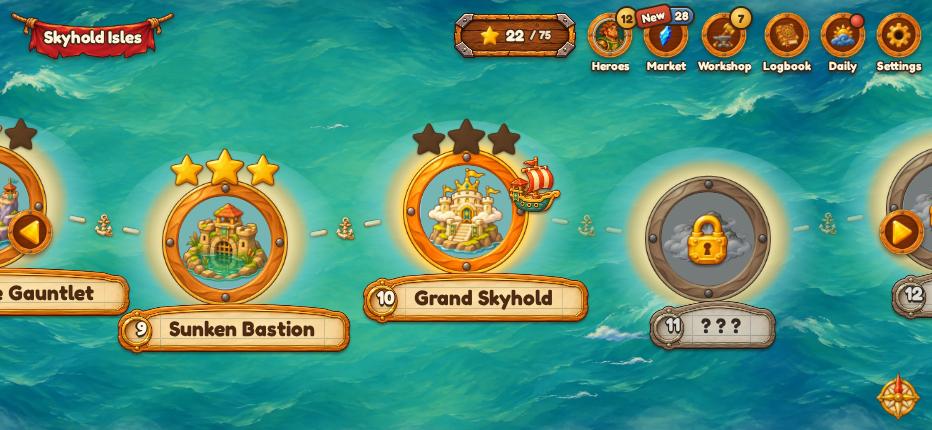 Skyhold Isles
22 / 75
12
New
28
7
Heroes
Market
Workshop
Logbook
Daily
Settings
e Gauntlet
9
Sunken Bastion
10
Grand Skyhold
11
???
12